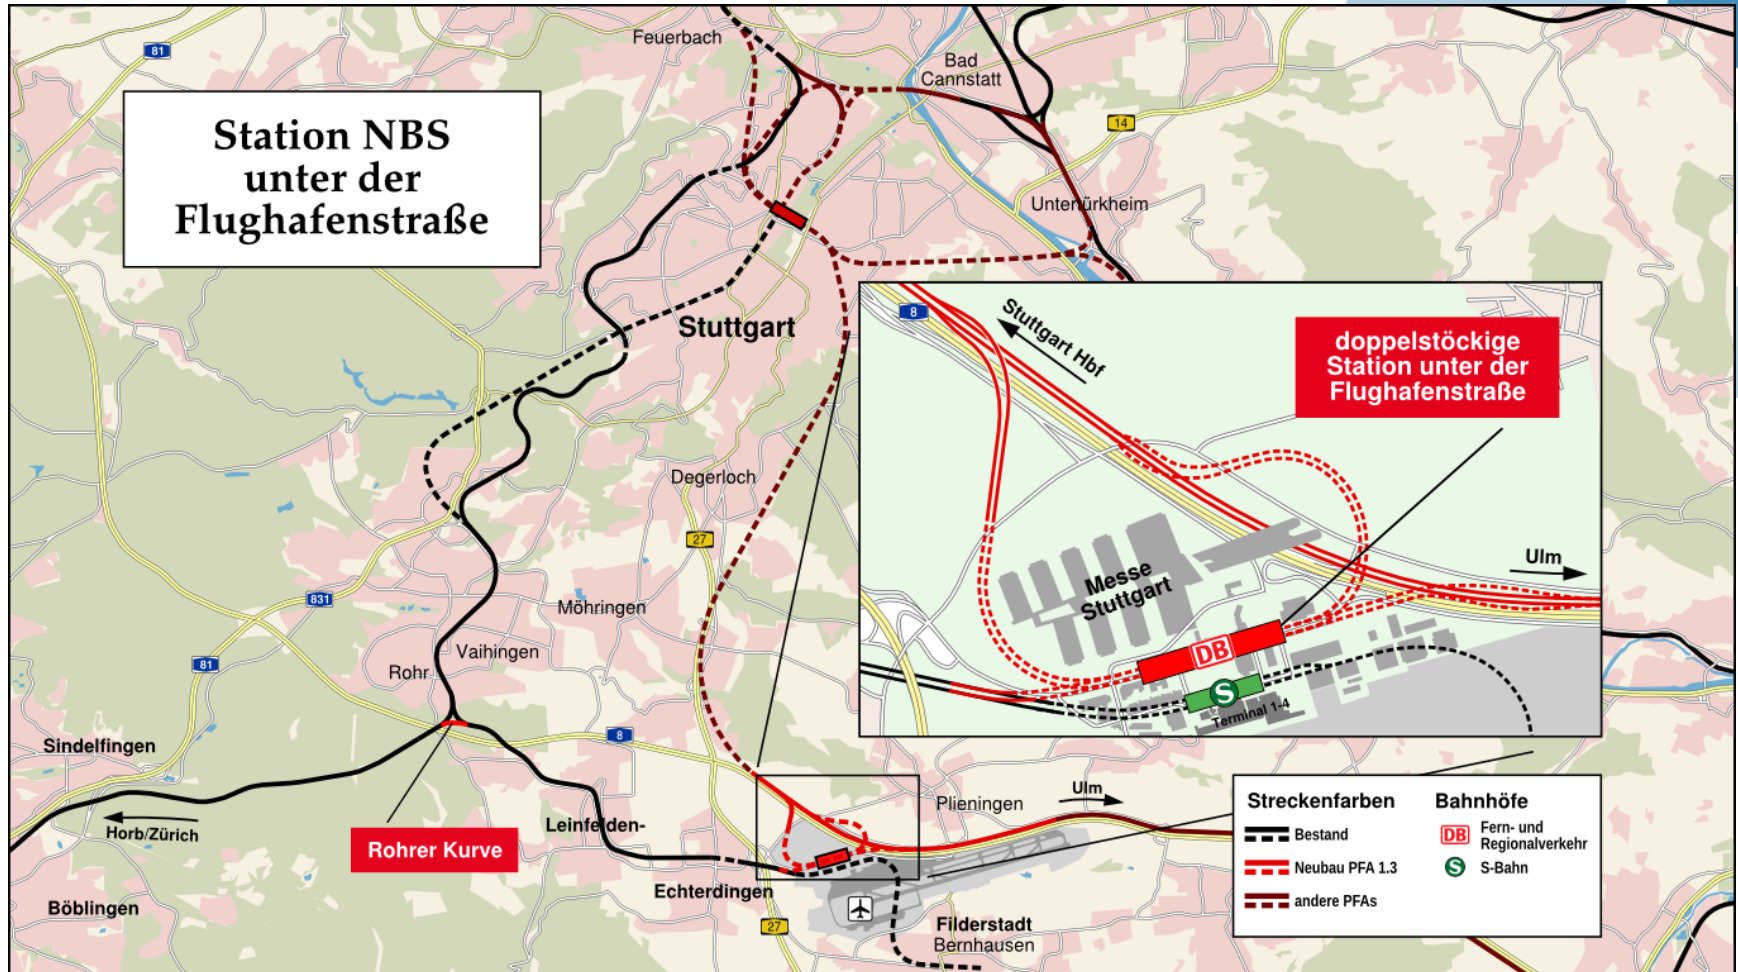 Station NBS
unter der
Flughafenstraße
Feuerbach
Bad
Cannstatt
81
14
Untertürkheim
Stuttgart
Degerloch
27
Möhringen
831
Vaihingen
81
Rohr
Sindelfingen
8
Horb/Zürich
Rohrer Kurve
Leinfelden-
Echterdingen
Böblingen
27
Plieningen
Ulm
Filderstadt
Bernhausen
8
Stuttgart Hbf
doppelstöckige
Station unter der
Flughafenstraße
Ulm
Messe
Stuttgart
DB
S
Terminal 1-4
Streckenfarben
Bestand
Neubau PFA 1.3
andere PFAs
Bahnhöfe
DB Fern- und
Regionalverkehr
S S-Bahn